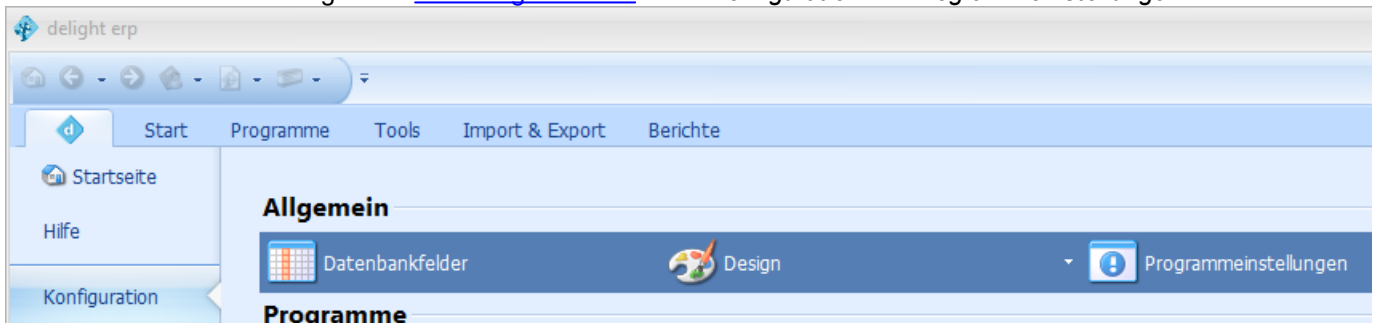 delight erp
Start Programme Tools Import & Export Berichte
Startseite
Allgemein
Hilfe
Datenbankfelder Design Programmeinstellungen
Konfiguration
Programme